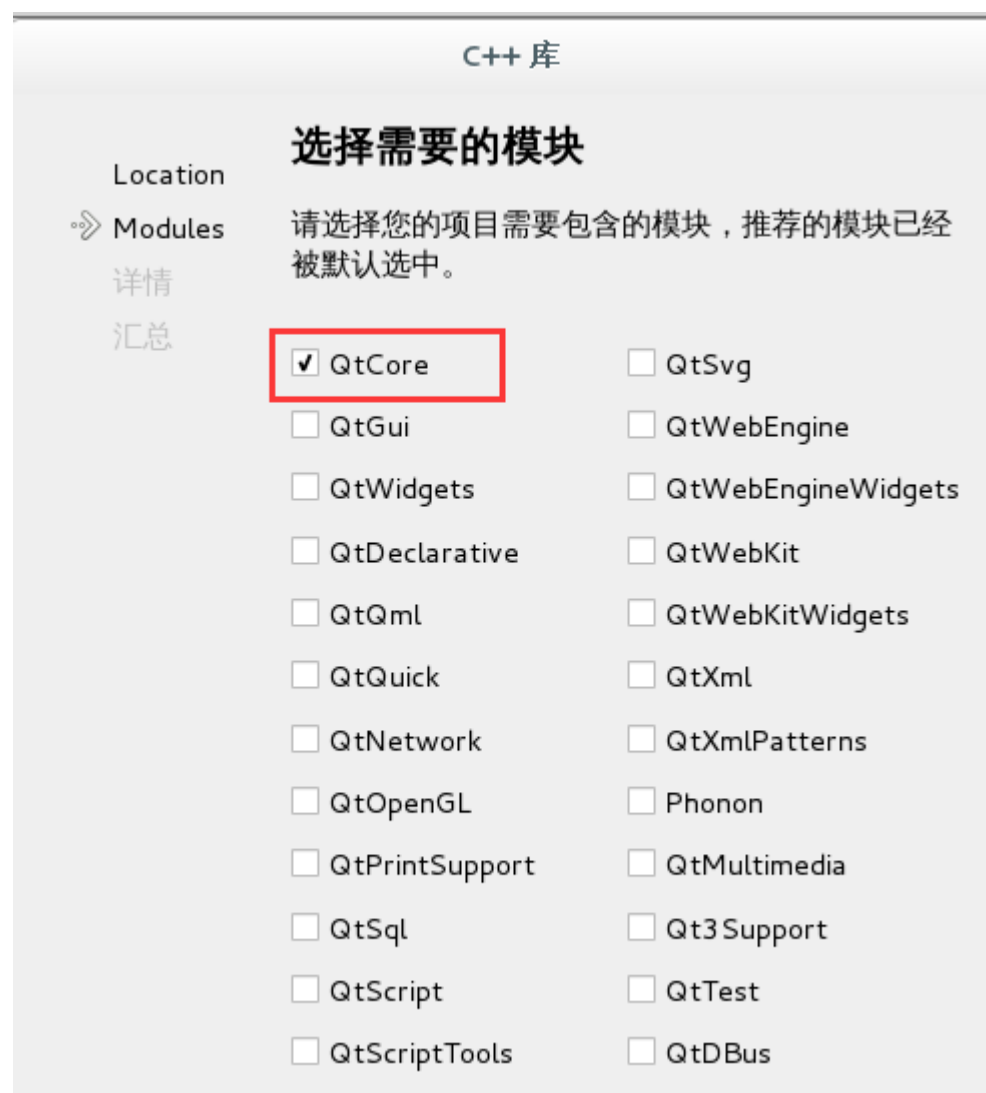 C++ 库
Location
Modules
详情
汇总
选择需要的模块
请选择您的项目需要包含的模块，推荐的模块已经
被默认选中。
QtCore
QtSvg
QtGui
QtWebEngine
QtWidgets
QtWebEngineWidgets
QtDeclarative
QtWebKit
QtQml
QtWebKitWidgets
QtQuick
QtXml
QtNetwork
QtXmlPatterns
QtOpenGL
Phonon
QtPrintSupport
QtMultimedia
QtSql
Qt3Support
QtScript
QtTest
QtScriptTools
QtDBus